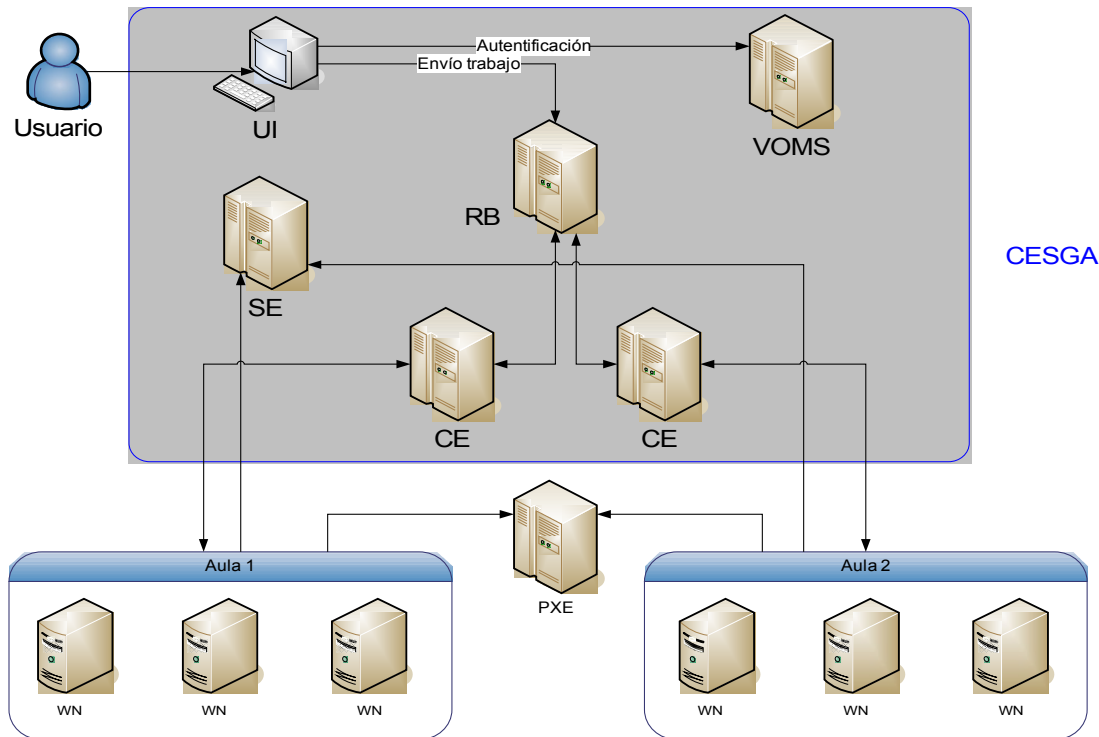 Autentificación
Envío trabajo
Usuario
UI
VOMS
RB
CESGA
SE
CE
CE
Aula 1
PXE
Aula 2
WN
WN
WN
WN
WN
WN